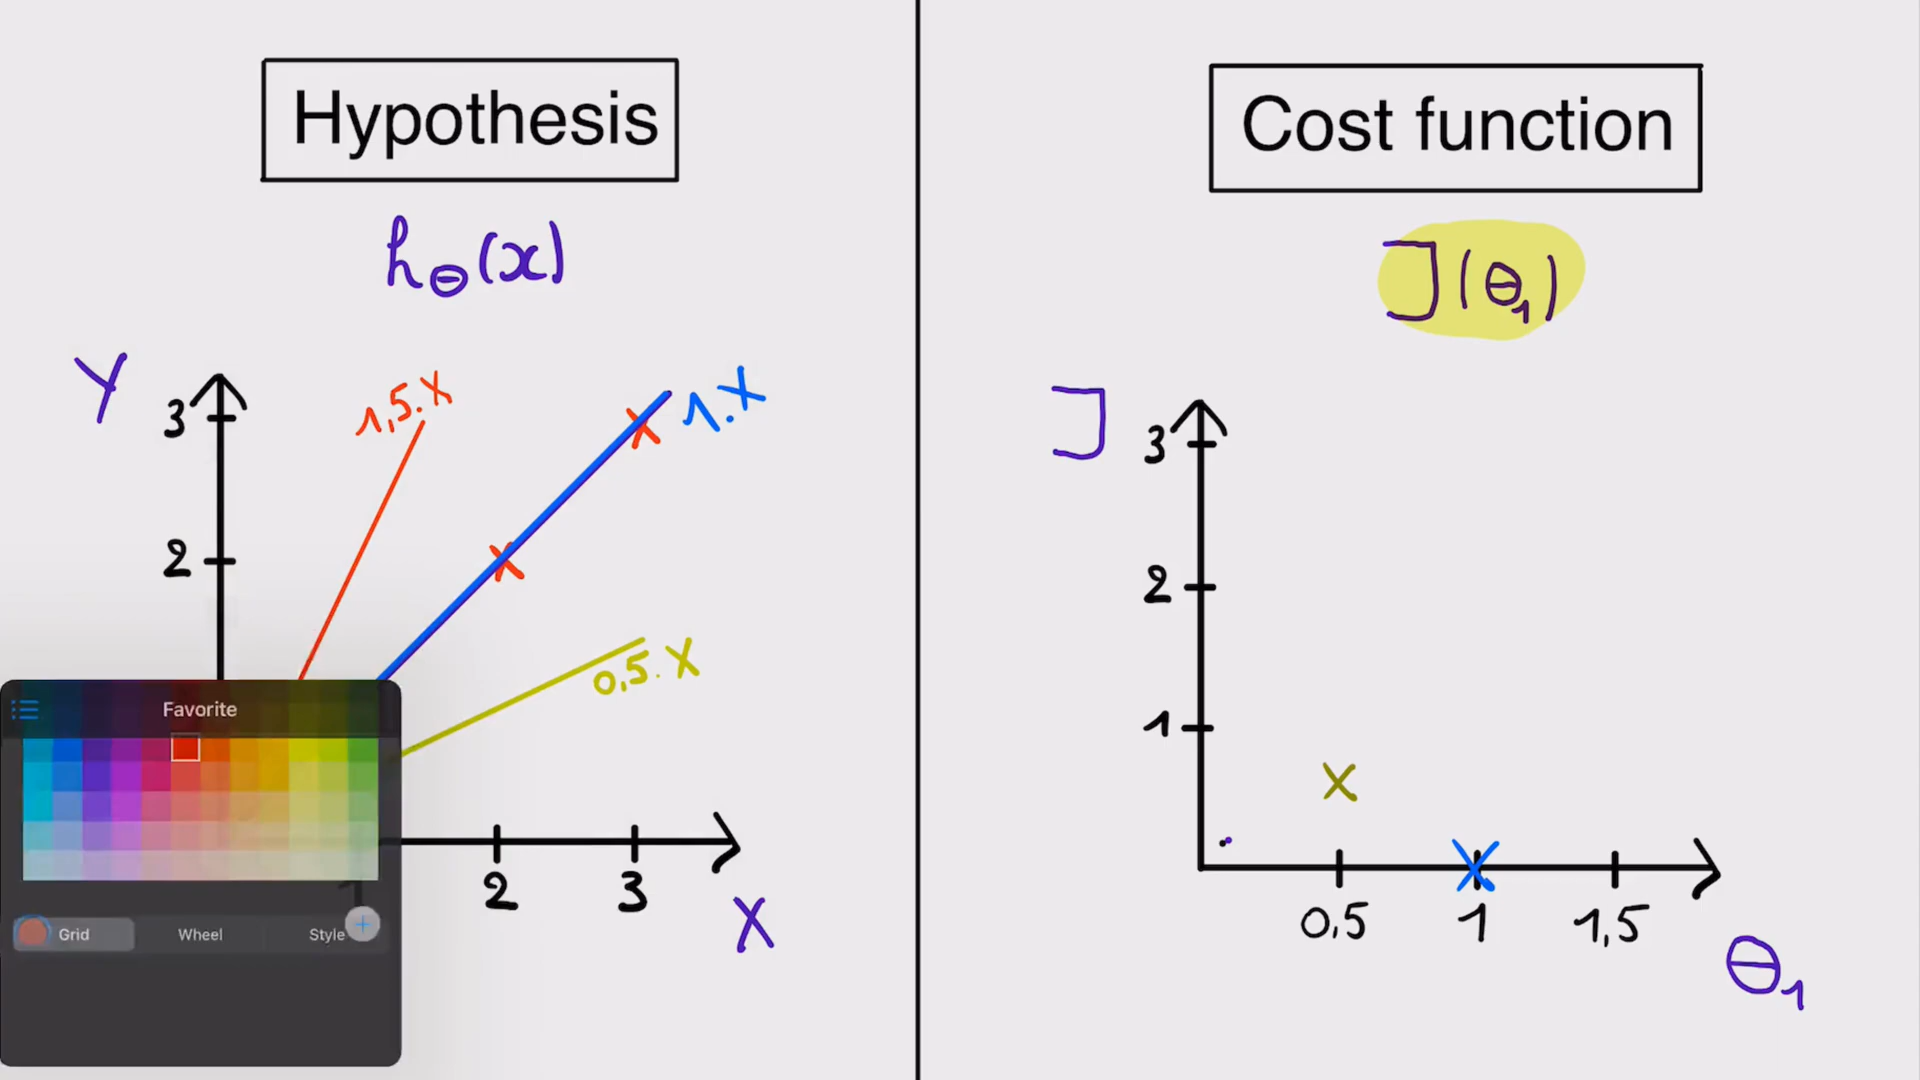 Hypothesis
hθ(x)
Y
3
2
1,5.X
1.X
0,5.X
Favorite
Grid Wheel Style
1
2
3
X
Cost function
J(θ1)
J
3
2
1
0,5
1
1,5
θ1